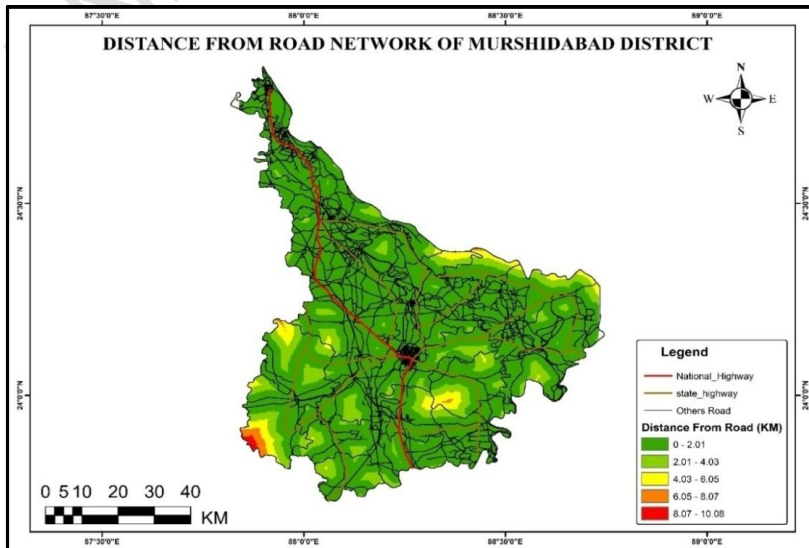 87°30'0"E 88°0'0"E 88°30'0"E 89°0'0"E
DISTANCE FROM ROAD NETWORK OF MURSHIDABAD DISTRICT
N
W E
S
24°30'0"N 24°30'0"N
24°0'0"N 24°0'0"N
Legend
National_Highway
state_highway
Others Road
Distance From Road (KM)
0 - 2.01
2.01 - 4.03
4.03 - 6.05
6.05 - 8.07
8.07 - 10.08
0 5 10 20 30 40
KM
87°30'0"E 88°0'0"E 88°30'0"E 89°0'0"E